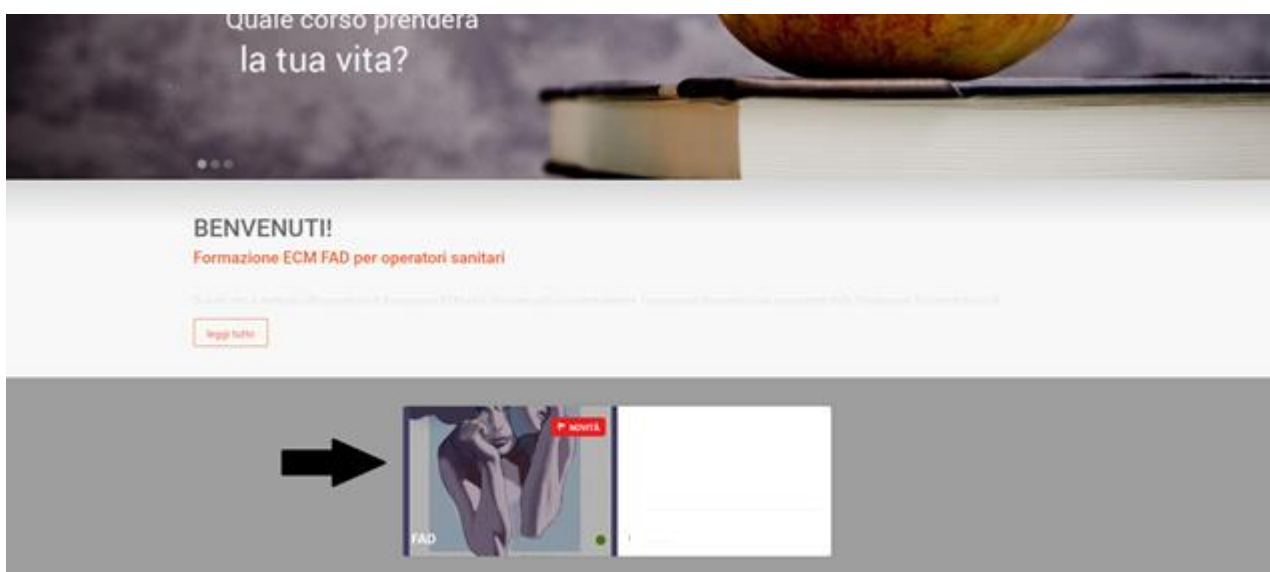 Quale corso prenderà
la tua vita?
BENVENUTI!
Formazione ECM FAD per operatori sanitari
leggi tutto
NOVITÀ
FAD